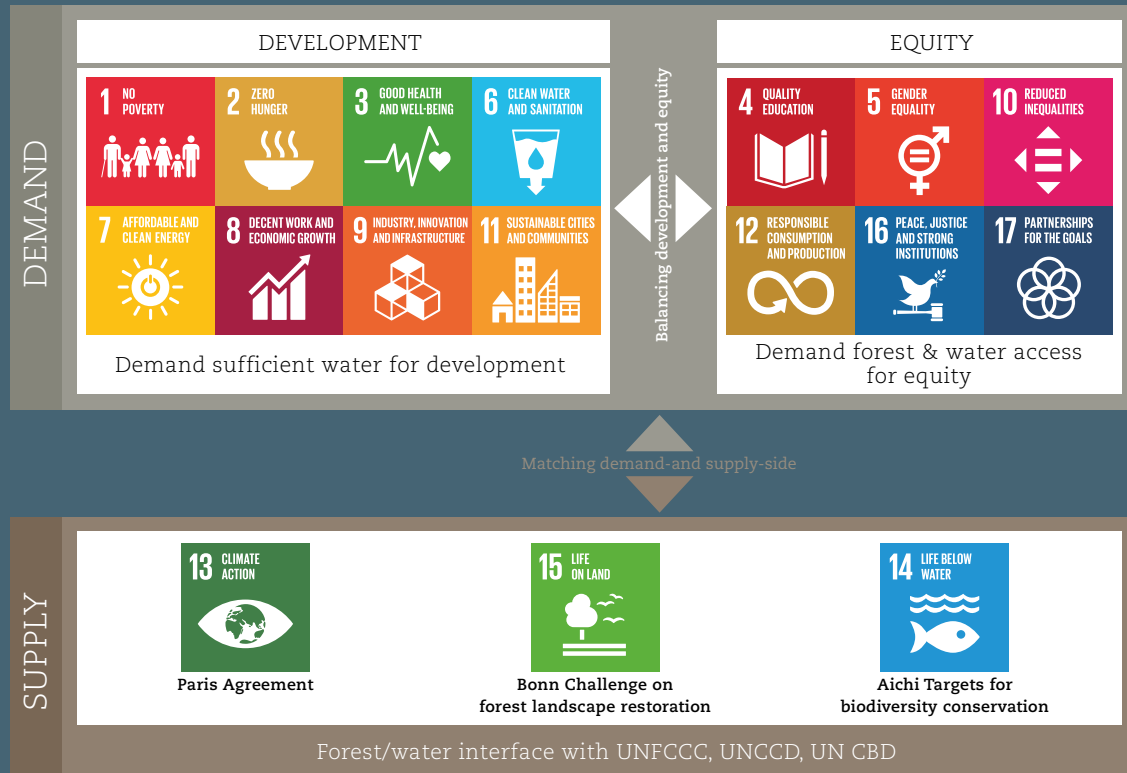 DEMAND
DEVELOPMENT
1 NO
POVERTY
2 ZERO
HUNGER
3 GOOD HEALTH
AND WELL-BEING
6 CLEAN WATER
AND SANITATION
7 AFFORDABLE AND
CLEAN ENERGY
8 DECENT WORK AND
ECONOMIC GROWTH
9 INDUSTRY, INNOVATION
AND INFRASTRUCTURE
11 SUSTAINABLE CITIES
AND COMMUNITIES
Demand sufficient water for development
Balancing development and equity
EQUITY
4 QUALITY
EDUCATION
5 GENDER
EQUALITY
10 REDUCED
INEQUALITIES
12 RESPONSIBLE
CONSUMPTION
AND PRODUCTION
16 PEACE, JUSTICE
AND STRONG
INSTITUTIONS
17 PARTNERSHIPS
FOR THE GOALS
Demand forest & water access
for equity
Matching demand-and supply-side
SUPPLY
13 CLIMATE
ACTION
Paris Agreement
15 LIFE
ON LAND
Bonn Challenge on
forest landscape restoration
14 LIFE BELOW
WATER
Aichi Targets for
biodiversity conservation
Forest/water interface with UNFCCC, UNCCD, UN CBD